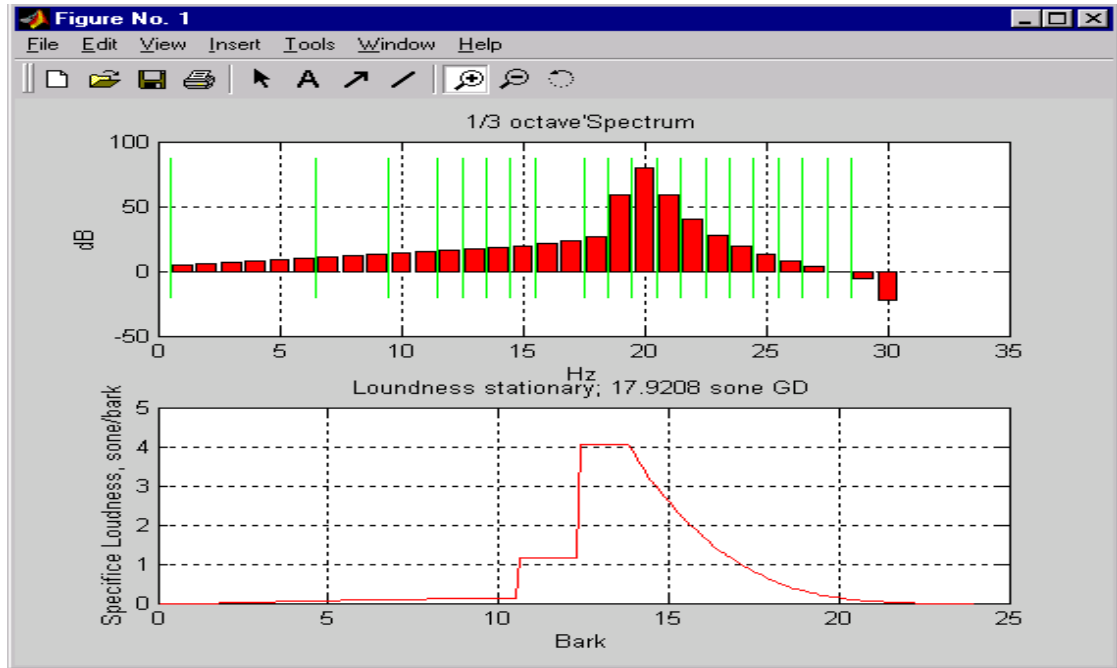 Figure No. 1
File Edit View Insert Tools Window Help
A
1/3 octave'Spectrum
100
50
0
-50
dB
0 5 10 15 20 25 30 35
Hz
Loundness stationary; 17.9208 sone GD
5
4
3
2
1
0
Specifice Loudness, sone/bark
0 5 10 15 20 25
Bark